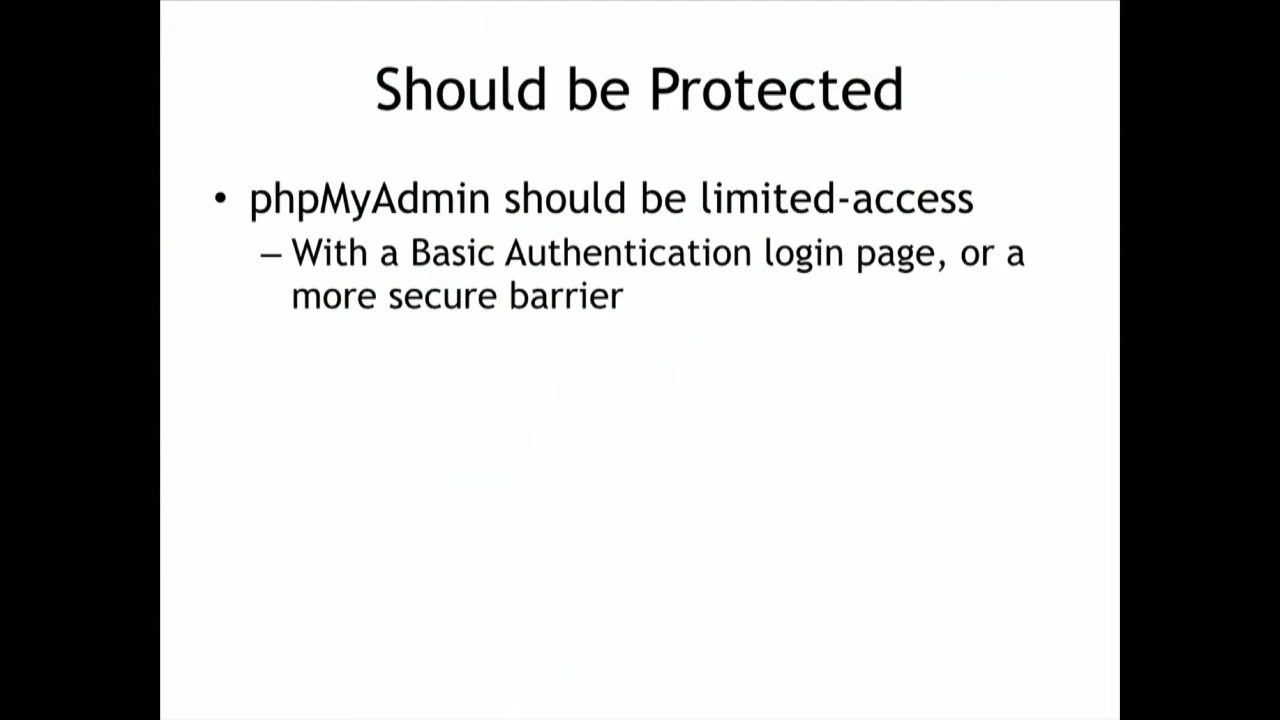 Should be Protected
• phpMyAdmin should be limited-access
– With a Basic Authentication login page, or a
more secure barrier